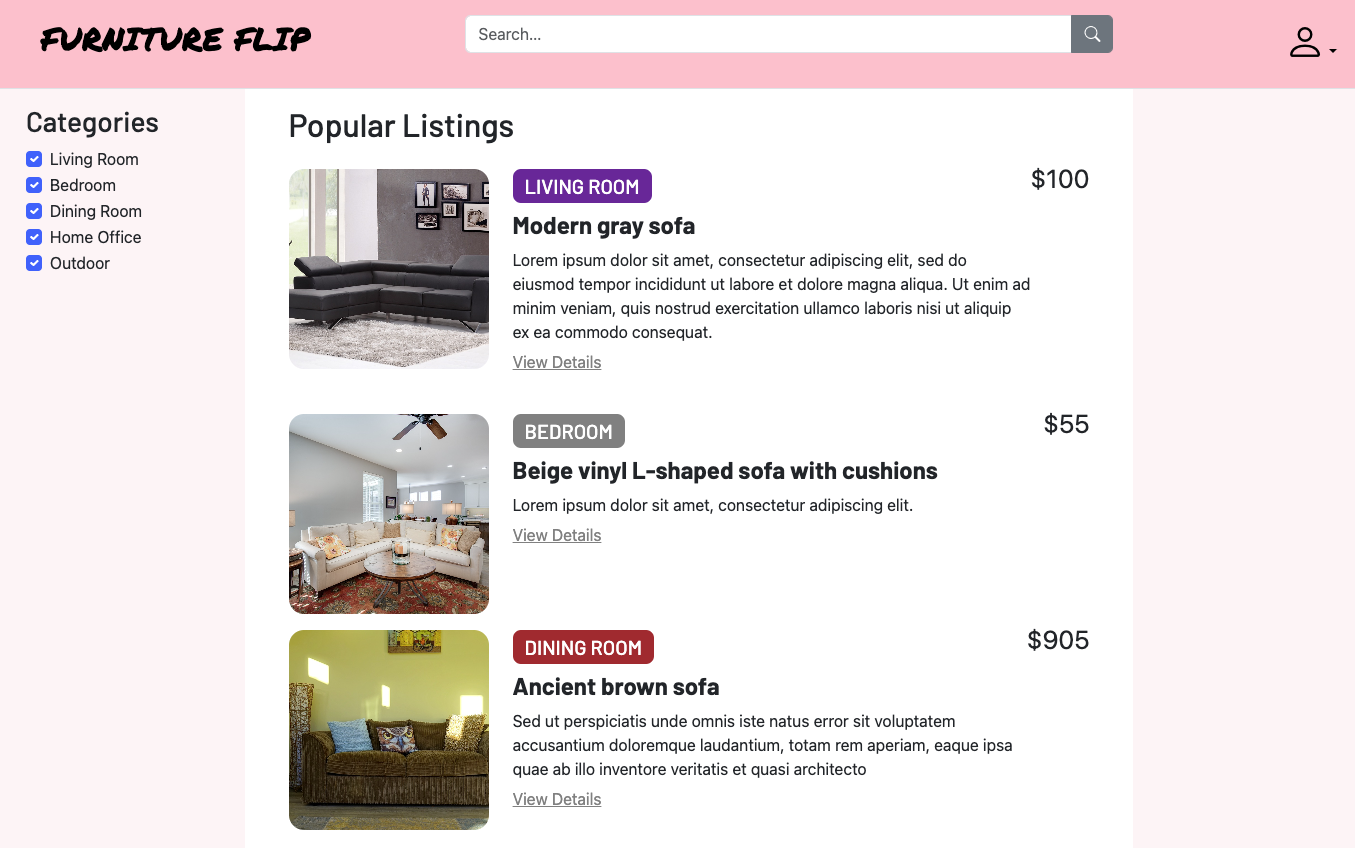 FURNITURE FLIP
Search...
Categories
Living Room
Bedroom
Dining Room
Home Office
Outdoor
Popular Listings
LIVING ROOM
$100
Modern gray sofa
Lorem ipsum dolor sit amet, consectetur adipiscing elit, sed do
eiusmod tempor incididunt ut labore et dolore magna aliqua. Ut enim ad
minim veniam, quis nostrud exercitation ullamco laboris nisi ut aliquip
ex ea commodo consequat.
View Details
BEDROOM
$55
Beige vinyl L-shaped sofa with cushions
Lorem ipsum dolor sit amet, consectetur adipiscing elit.
View Details
DINING ROOM
$905
Ancient brown sofa
Sed ut perspiciatis unde omnis iste natus error sit voluptatem
accusantium doloremque laudantium, totam rem aperiam, eaque ipsa
quae ab illo inventore veritatis et quasi architecto
View Details